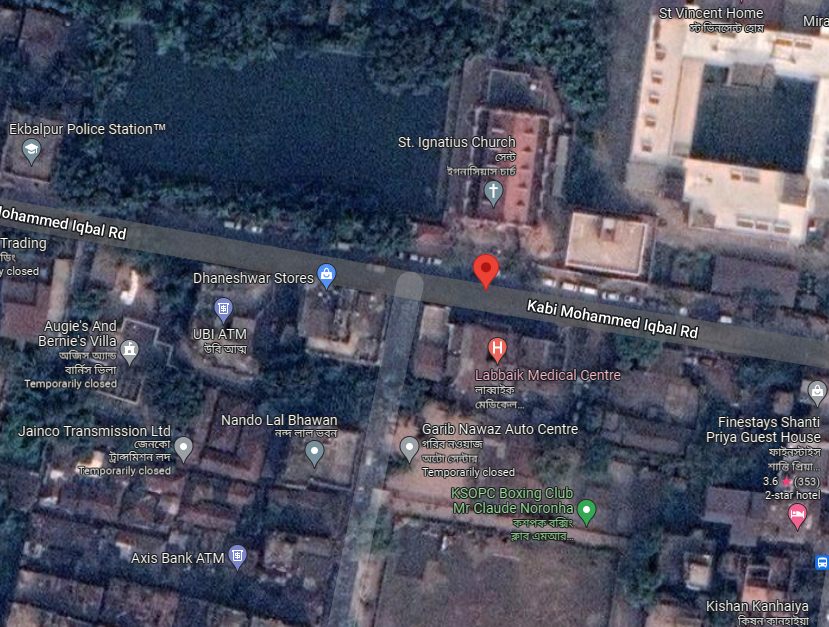 St Vincent Home
স্ট ভিনসেন্ট হোম
Mira
Ekbalpur Police Station™
St. Ignatius Church
সেন্ট
ইগনাসিয়াস চার্চ
Mohammed Iqbal Rd
Trading
ডিং
y closed
Dhaneshwar Stores
UBI ATM
উবি আত্ম
Kabi Mohammed Iqbal Rd
Augie's And
Bernie's Villa
অজিস অ্যান্ড
বার্নিস ভিলা
Temporarily closed
Labbaik Medical Centre
লাব্বাইক
মেডিকেল...
Jainco Transmission Ltd
জেনকো
ট্রান্সমিশন লদ
Temporarily closed
Nando Lal Bhawan
নন্দ লাল ভবন
Garib Nawaz Auto Centre
গরিব নওয়াজ
অটো সেন্টার
Temporarily closed
Finestays Shanti
Priya Guest House
ফাইনস্টাইস
শান্তি প্রিয়া...
3.6 ★ (353)
2-star hotel
KSOPC Boxing Club
Mr Claude Noronha
কশপক বক্সিং
ক্লাব এমআর...
Axis Bank ATM
Kishan Kanhaiya
কিষন কানহাইয়া